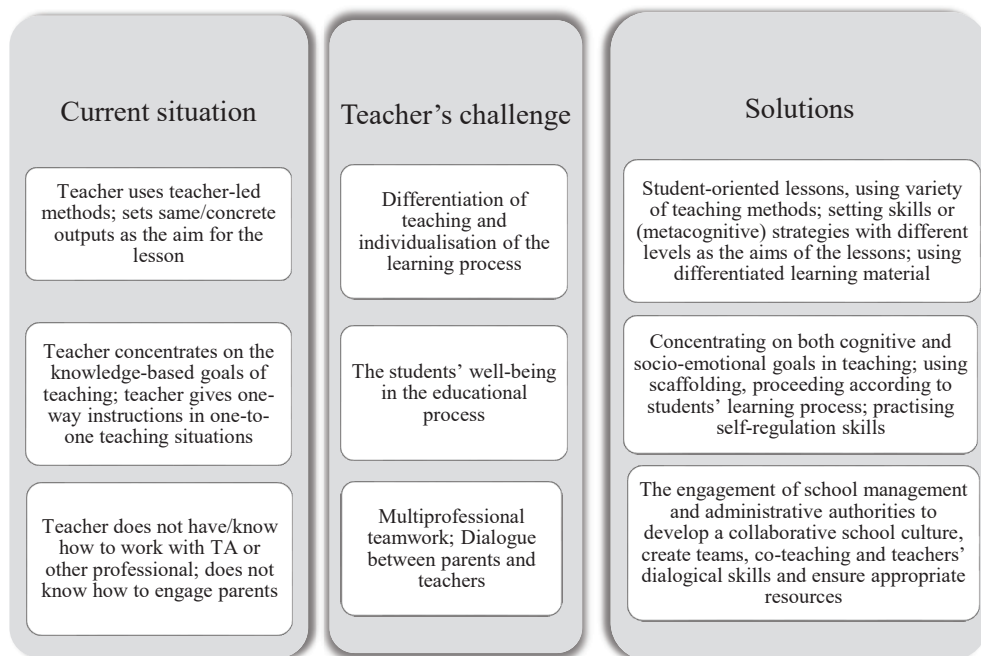 Current situation
Teacher uses teacher-led
methods; sets same/concrete
outputs as the aim for the
lesson
Teacher concentrates on the
knowledge-based goals of
teaching; teacher gives one-
way instructions in one-to-
one teaching situations
Teacher does not have/know
how to work with TA or
other professional; does not
know how to engage parents
Teacher’s challenge
Differentiation of
teaching and
individualisation of the
learning process
The students’ well-being
in the educational
process
Multiprofessional
teamwork; Dialogue
between parents and
teachers
Solutions
Student-oriented lessons, using variety
of teaching methods; setting skills or
(metacognitive) strategies with different
levels as the aims of the lessons; using
differentiated learning material
Concentrating on both cognitive and
socio-emotional goals in teaching; using
scaffolding, proceeding according to
students’ learning process; practising
self-regulation skills
The engagement of school management
and administrative authorities to
develop a collaborative school culture,
create teams, co-teaching and teachers’
dialogical skills and ensure appropriate
resources